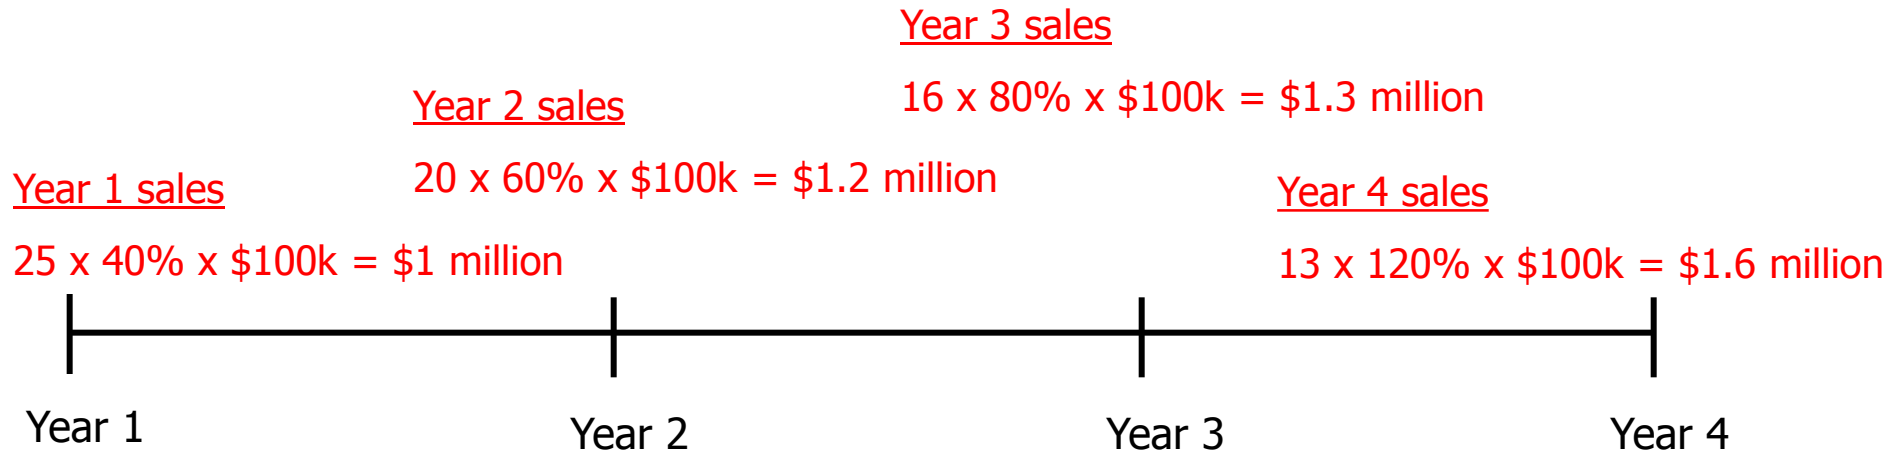 Year 1 sales
25 x 40% x $100k = $1 million
Year 2 sales
20 x 60% x $100k = $1.2 million
Year 3 sales
16 x 80% x $100k = $1.3 million
Year 4 sales
13 x 120% x $100k = $1.6 million
Year 1
Year 2
Year 3
Year 4